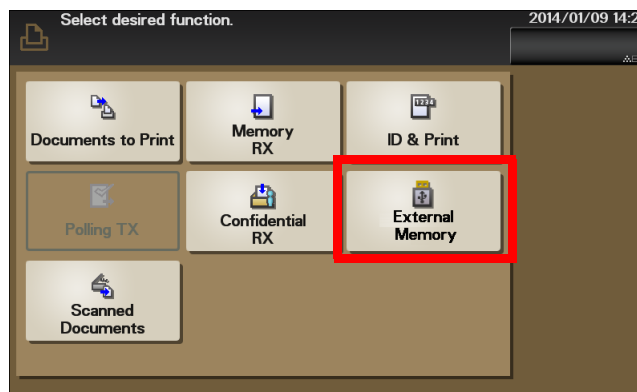 Select desired function.
2014/01/09 14:2
Documents to Print
Memory
RX
ID & Print
Polling TX
Confidential
RX
External
Memory
Scanned
Documents